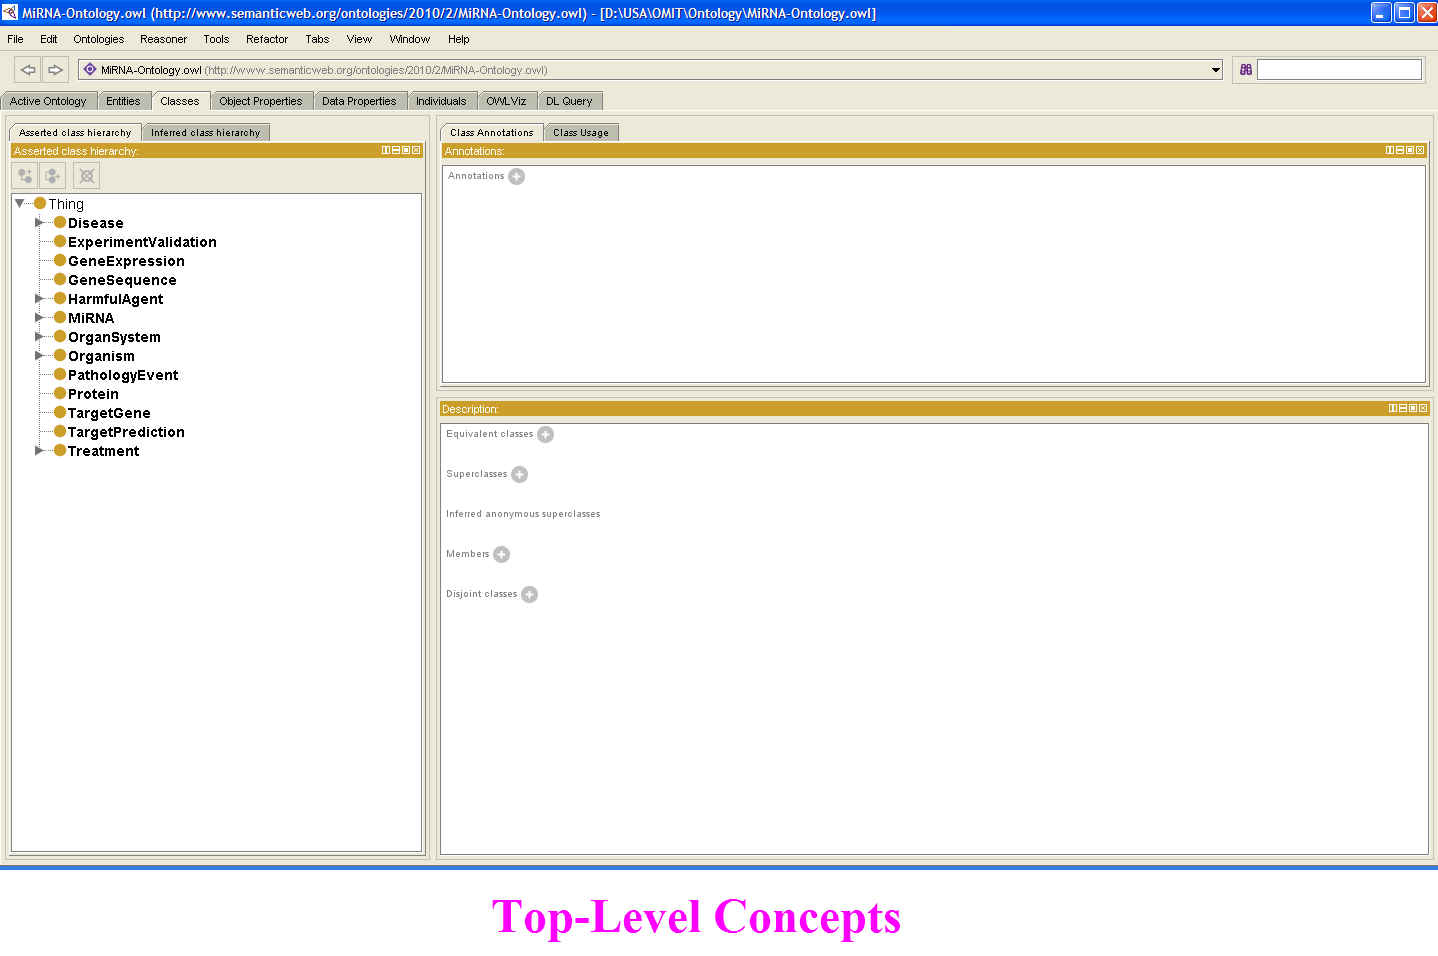 MiRNA-Ontology.owl (http://www.semanticweb.org/ontologies/2010/2/MiRNA-Ontology.owl) - [D:\USA\OMIT\Ontology\MiRNA-Ontology.owl]
File Edit Ontologies Reasoner Tools Refactor Tabs View Window Help
MiRNA-Ontology.owl (http://www.semanticweb.org/ontologies/2010/2/MiRNA-Ontology.owl)
Active Ontology Entities Classes Object Properties Data Properties Individuals OWLViz DL Query
Asserted class hierarchy Inferred class hierarchy
Asserted class hierarchy:
Thing
Disease
ExperimentValidation
GeneExpression
GeneSequence
HarmfulAgent
MiRNA
OrganSystem
Organism
PathologyEvent
Protein
TargetGene
TargetPrediction
Treatment
Class Annotations Class Usage
Annotations:
Annotations
Description:
Equivalent classes
Superclasses
Inferred anonymous superclasses
Members
Disjoint classes
Top-Level Concepts